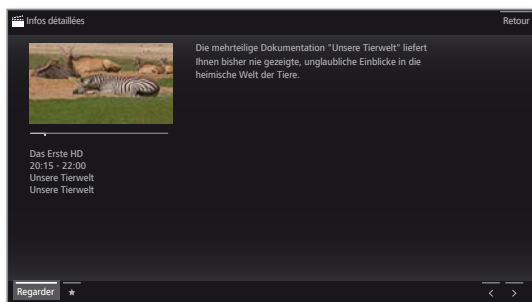 Infos détaillées
Retour
Die mehrteilige Dokumentation "Unsere Tierwelt" liefert
Ihnen bisher nie gezeigte, unglaubliche Einblicke in die
heimische Welt der Tiere.
Das Erste HD
20:15 - 22:00
Unsere Tierwelt
Unsere Tierwelt
Regarder